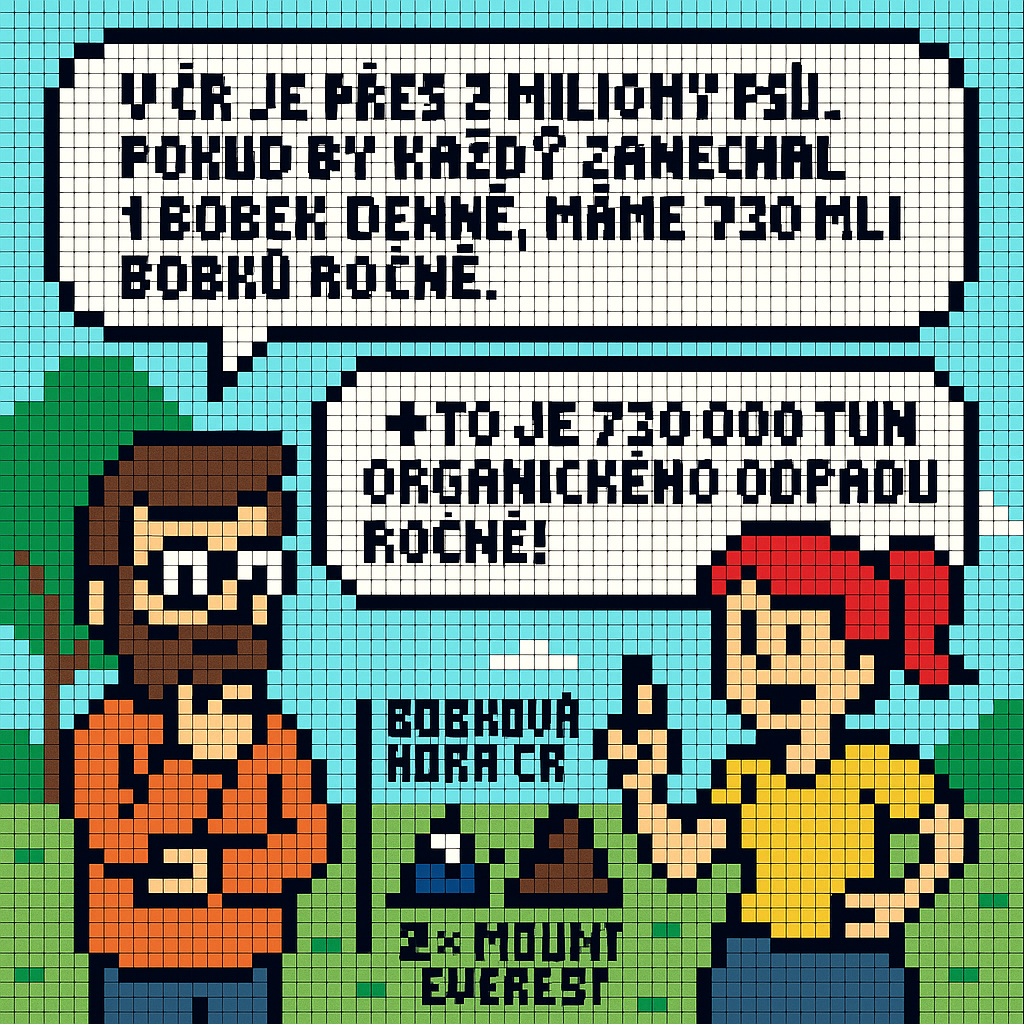 V ČR JE PŘES 2 MILIONY PSŮ.
POKUD BY KAŽDÝ ZANECHAL
1 BOBEK DENNĚ, MÁME 730 MLI
BOBKŮ ROČNĚ.
+ TO JE 730 000 TUN
ORGANICKÉHO ODPADU
ROČNĚ!
BOBKOVÁ
HORA ČR
2× MOUNT
EVEREST